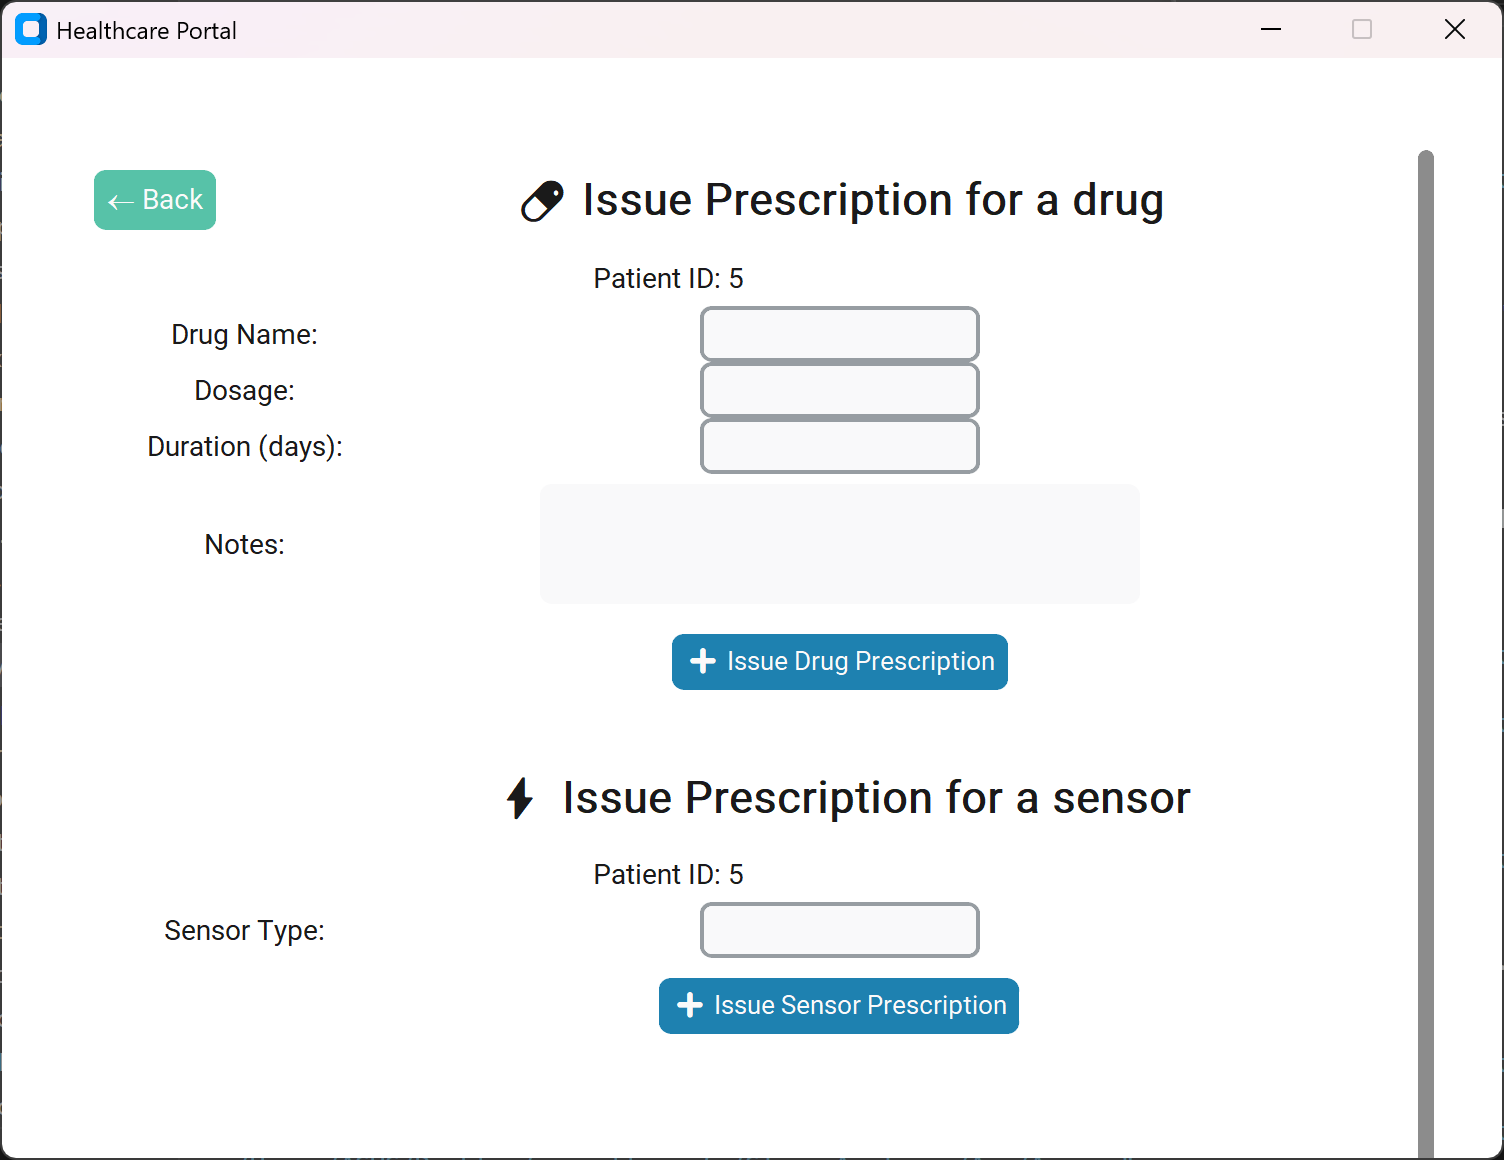 Healthcare Portal
← Back
Issue Prescription for a drug
Patient ID: 5
Drug Name:
Dosage:
Duration (days):
Notes:
Issue Drug Prescription
Issue Prescription for a sensor
Patient ID: 5
Sensor Type:
Issue Sensor Prescription